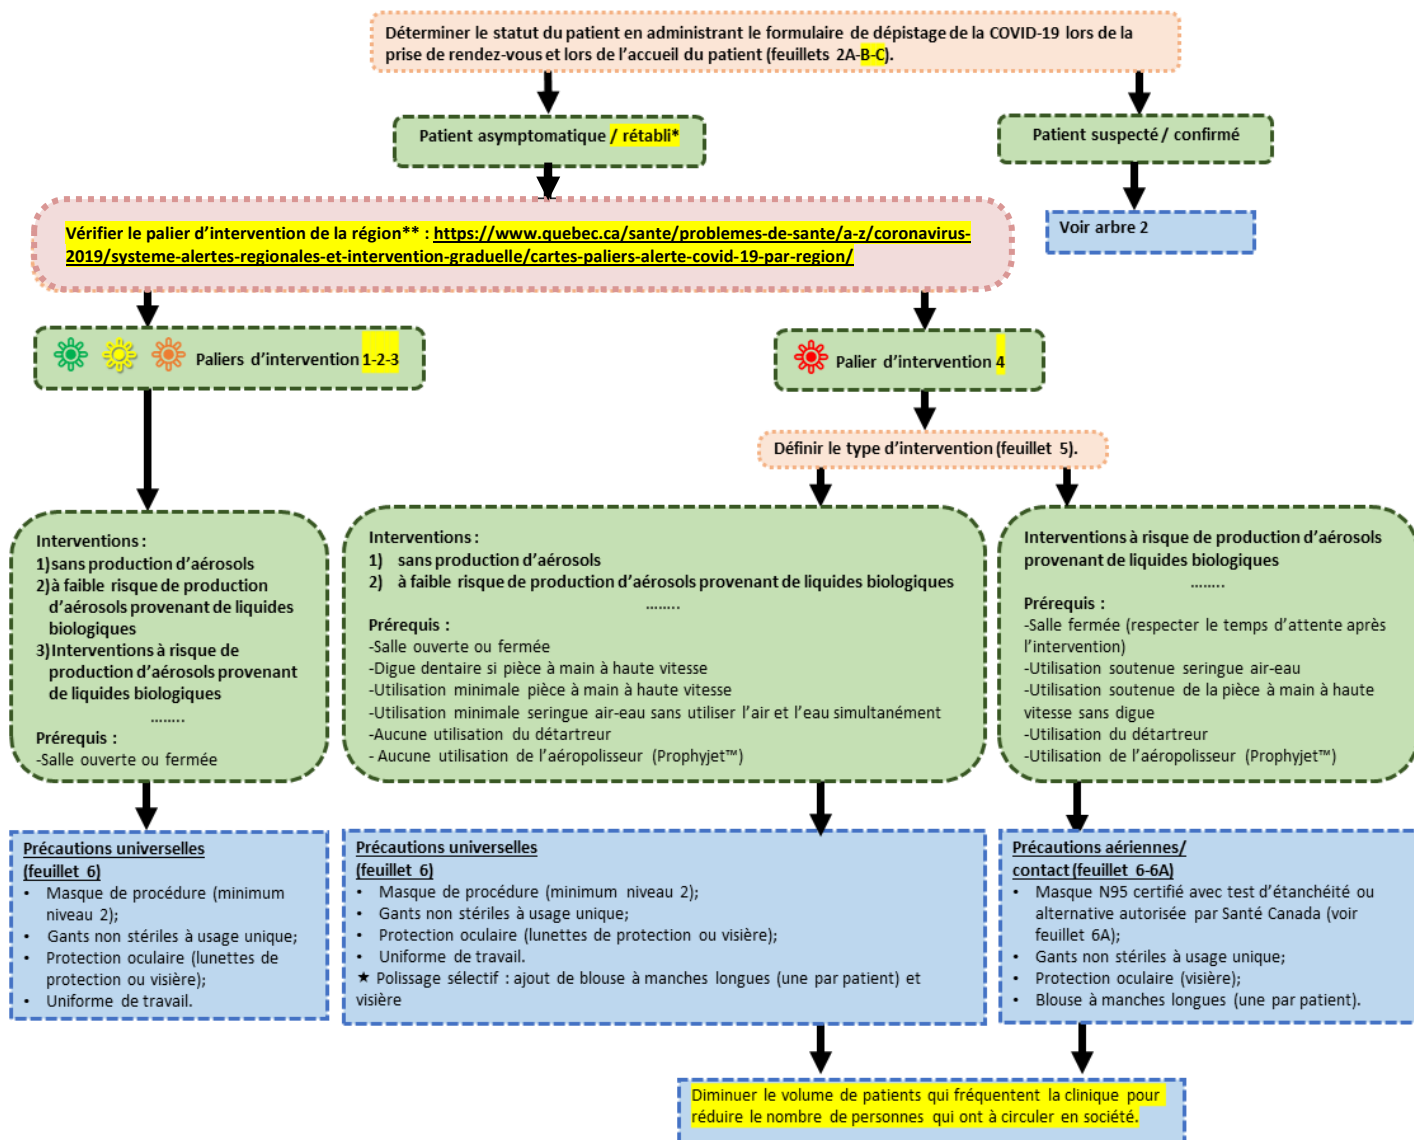 Déterminer le statut du patient en administrant le formulaire de dépistage de la COVID-19 lors de la
prise de rendez-vous et lors de l'accueil du patient (feuillets 2A-B-C).
Patient asymptomatique / rétabli*
Patient suspecté / confirmé
Voir arbre 2
Vérifier le palier d'intervention de la région** : https://www.quebec.ca/sante/problemes-de-sante/a-z/coronavirus-
2019/systeme-alertes-regionales-et-intervention-graduelle/cartes-paliers-alerte-covid-19-par-region/
Paliers d'intervention 1-2-3
Palier d'intervention 4
Définir le type d'intervention (feuillet 5).
Interventions :
1)sans production d'aérosols
2)à faible risque de production
d'aérosols provenant de liquides
biologiques
3)Interventions à risque de
production d'aérosols provenant
de liquides biologiques
........
Prérequis :
-Salle ouverte ou fermée
Interventions :
1) sans production d'aérosols
2) à faible risque de production d'aérosols provenant de liquides biologiques
........
Prérequis :
-Salle ouverte ou fermée
-Digue dentaire si pièce à main à haute vitesse
-Utilisation minimale pièce à main à haute vitesse
-Utilisation minimale seringue air-eau sans utiliser l'air et l'eau simultanément
-Aucune utilisation du détartreur
- Aucune utilisation de l'aéropolisseur (Prophyjet™)
Interventions à risque de production d'aérosols
provenant de liquides biologiques
........
Prérequis :
-Salle fermée (respecter le temps d'attente après
l'intervention)
-Utilisation soutenue seringue air-eau
-Utilisation soutenue de la pièce à main à haute
vitesse sans digue
-Utilisation du détartreur
-Utilisation de l'aéropolisseur (Prophyjet™)
Précautions universelles
(feuillet 6)
• Masque de procédure (minimum
niveau 2);
• Gants non stériles à usage unique;
• Protection oculaire (lunettes de
protection ou visière);
• Uniforme de travail.
Précautions universelles
(feuillet 6)
• Masque de procédure (minimum niveau 2);
• Gants non stériles à usage unique;
• Protection oculaire (lunettes de protection ou visière);
• Uniforme de travail.
★ Polissage sélectif : ajout de blouse à manches longues (une par patient) et
visière
Précautions aériennes/
contact (feuillet 6-6A)
• Masque N95 certifié avec test d'étanchéité ou
alternative autorisée par Santé Canada (voir
feuillet 6A);
• Gants non stériles à usage unique;
• Protection oculaire (visière);
• Blouse à manches longues (une par patient).
Diminuer le volume de patients qui fréquentent la clinique pour
réduire le nombre de personnes qui ont à circuler en société.